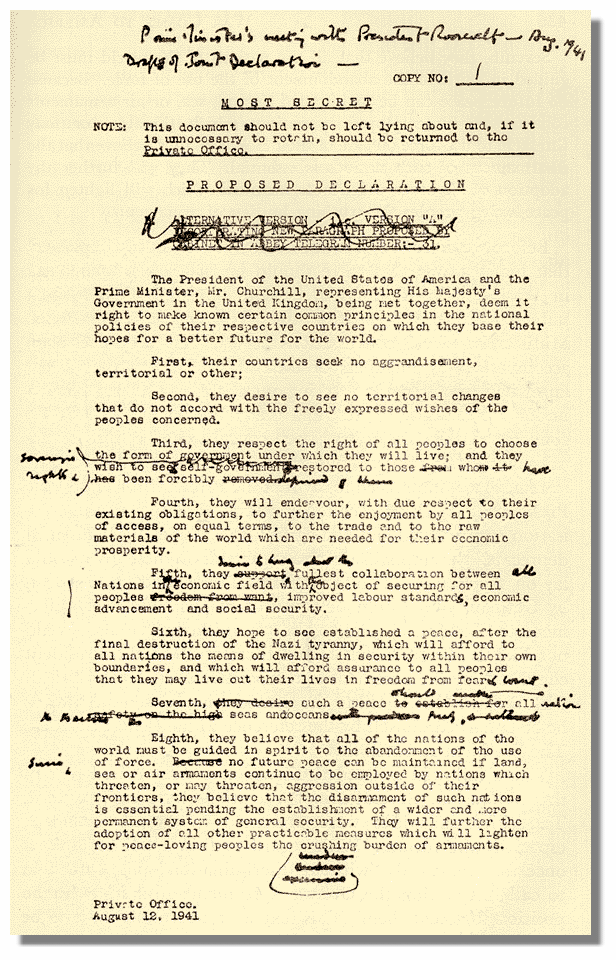 Prime Minister's meeting with President Roosevelt – Aug. 1941
Drafts of Joint Declaration —
COPY NO: 1
MOST SECRET
NOTE: This document should not be left lying about and, if it
is unnecessary to retain, should be returned to the
Private Office.
PROPOSED DECLARATION
ALTERNATIVE VERSION i.e. VERSION "A"
INCORPORATING NEW PARAGRAPH PROPOSED BY
CABINET IN ABBEY TELEGRAM NUMBER:- 31.
The President of the United States of America and the
Prime Minister, Mr. Churchill, representing His Majesty's
Government in the United Kingdom, being met together, deem it
right to make known certain common principles in the national
policies of their respective countries on which they base their
hopes for a better future for the world.
First, their countries seek no aggrandisement,
territorial or other;
Second, they desire to see no territorial changes
that do not accord with the freely expressed wishes of the
peoples concerned.
Third, they respect the right of all peoples to choose
the form of government under which they will live; and they
sovereign rights &
wish to see self-government restored to those from whom it have
has been forcibly removed deprived of them
Fourth, they will endeavour, with due respect to their
existing obligations, to further the enjoyment by all peoples
of access, on equal terms, to the trade and to the raw
materials of the world which are needed for their economic
prosperity.
desire to bring about the
Fifth, they support fullest collaboration between all
Nations in economic field with object of securing for all
peoples freedom from want, improved labour standards, economic
advancement and social security.
Sixth, they hope to see established a peace, after the
final destruction of the Nazi tyranny, which will afford to
all nations the means of dwelling in security within their own
boundaries, and which will afford assurance to all peoples
that they may live out their lives in freedom from fear & want.
should
Seventh, they desire such a peace to establish for all
safety on the high seas and oceans
Eighth, they believe that all of the nations of the
world must be guided in spirit to the abandonment of the use
Since
of force. Because no future peace can be maintained if land,
sea or air armaments continue to be employed by nations which
threaten, or may threaten, aggression outside of their
frontiers, they believe that the disarmament of such nations
is essential pending the establishment of a wider and more
permanent system of general security. They will further the
adoption of all other practicable measures which will lighten
for peace-loving peoples the crushing burden of armaments.
Private Office.
August 12, 1941